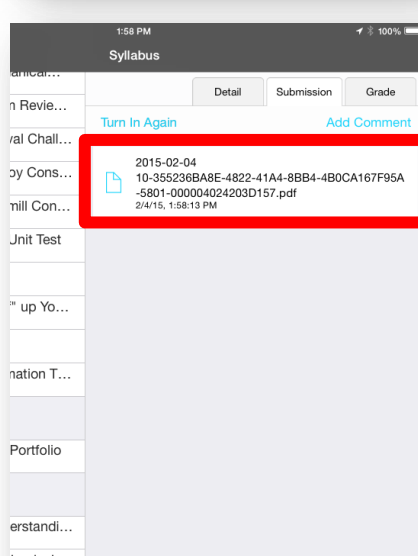 1:58 PM
100%
Syllabus
Detail
Submission
Grade
Turn In Again
Add Comment
2015-02-04
10-355236BA8E-4822-41A4-8BB4-4B0CA167F95A
-5801-000004024203D157.pdf
2/4/15, 1:58:13 PM
n Revie...
val Chall...
oy Cons...
mill Con...
Unit Test
" up Yo...
nation T...
Portfolio
erstandi...